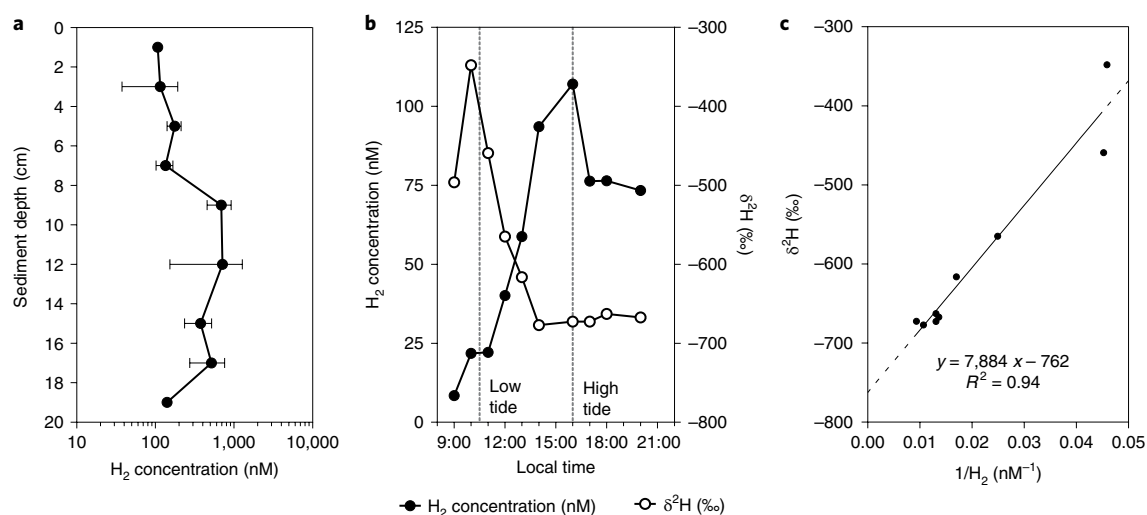 a
0
2
4
6
8
10
12
14
16
18
20
Sediment depth (cm)
10
100
1,000
10,000
H2 concentration (nM)
b
125
100
75
50
25
0
H2 concentration (nM)
–300
–400
–500
–600
–700
–800
δ2H (‰)
Low
tide
High
tide
9:00
12:00
15:00
18:00
21:00
Local time
H2 concentration (nM)
δ2H (‰)
c
–300
–400
–500
–600
–700
–800
δ2H (‰)
y = 7,884 x – 762
R2 = 0.94
0.00
0.01
0.02
0.03
0.04
0.05
1/H2 (nM–1)